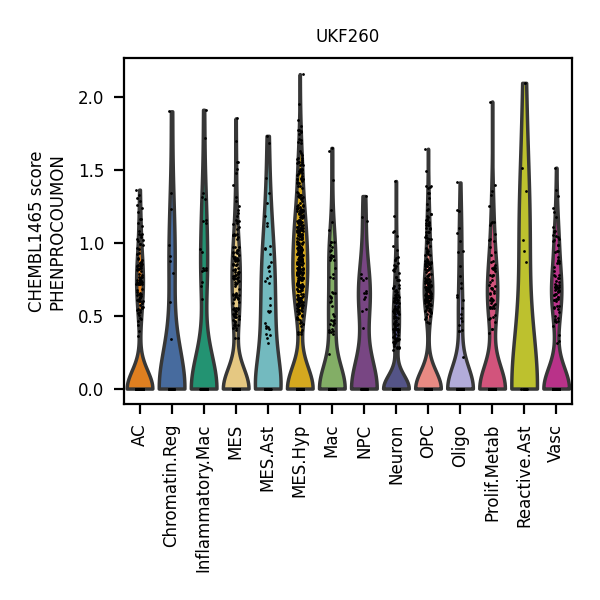 UKF260
CHEMBL1465 score
PHENPROCOUMON
2.0
1.5
1.0
0.5
0.0
AC
Chromatin.Reg
Inflammatory.Mac
MES
MES.Ast
MES.Hyp
Mac
NPC
Neuron
OPC
Oligo
Prolif.Metab
Reactive.Ast
Vasc